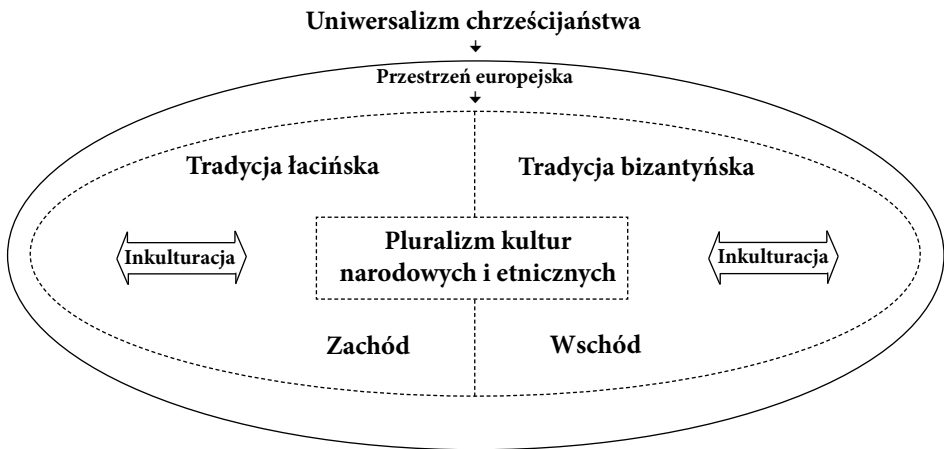 Uniwersalizm chrześcijaństwa
Przestrzeń europejska
Tradycja łacińska
Tradycja bizantyńska
Inkulturacja
Pluralizm kultur
narodowych i etnicznych
Inkulturacja
Zachód
Wschód